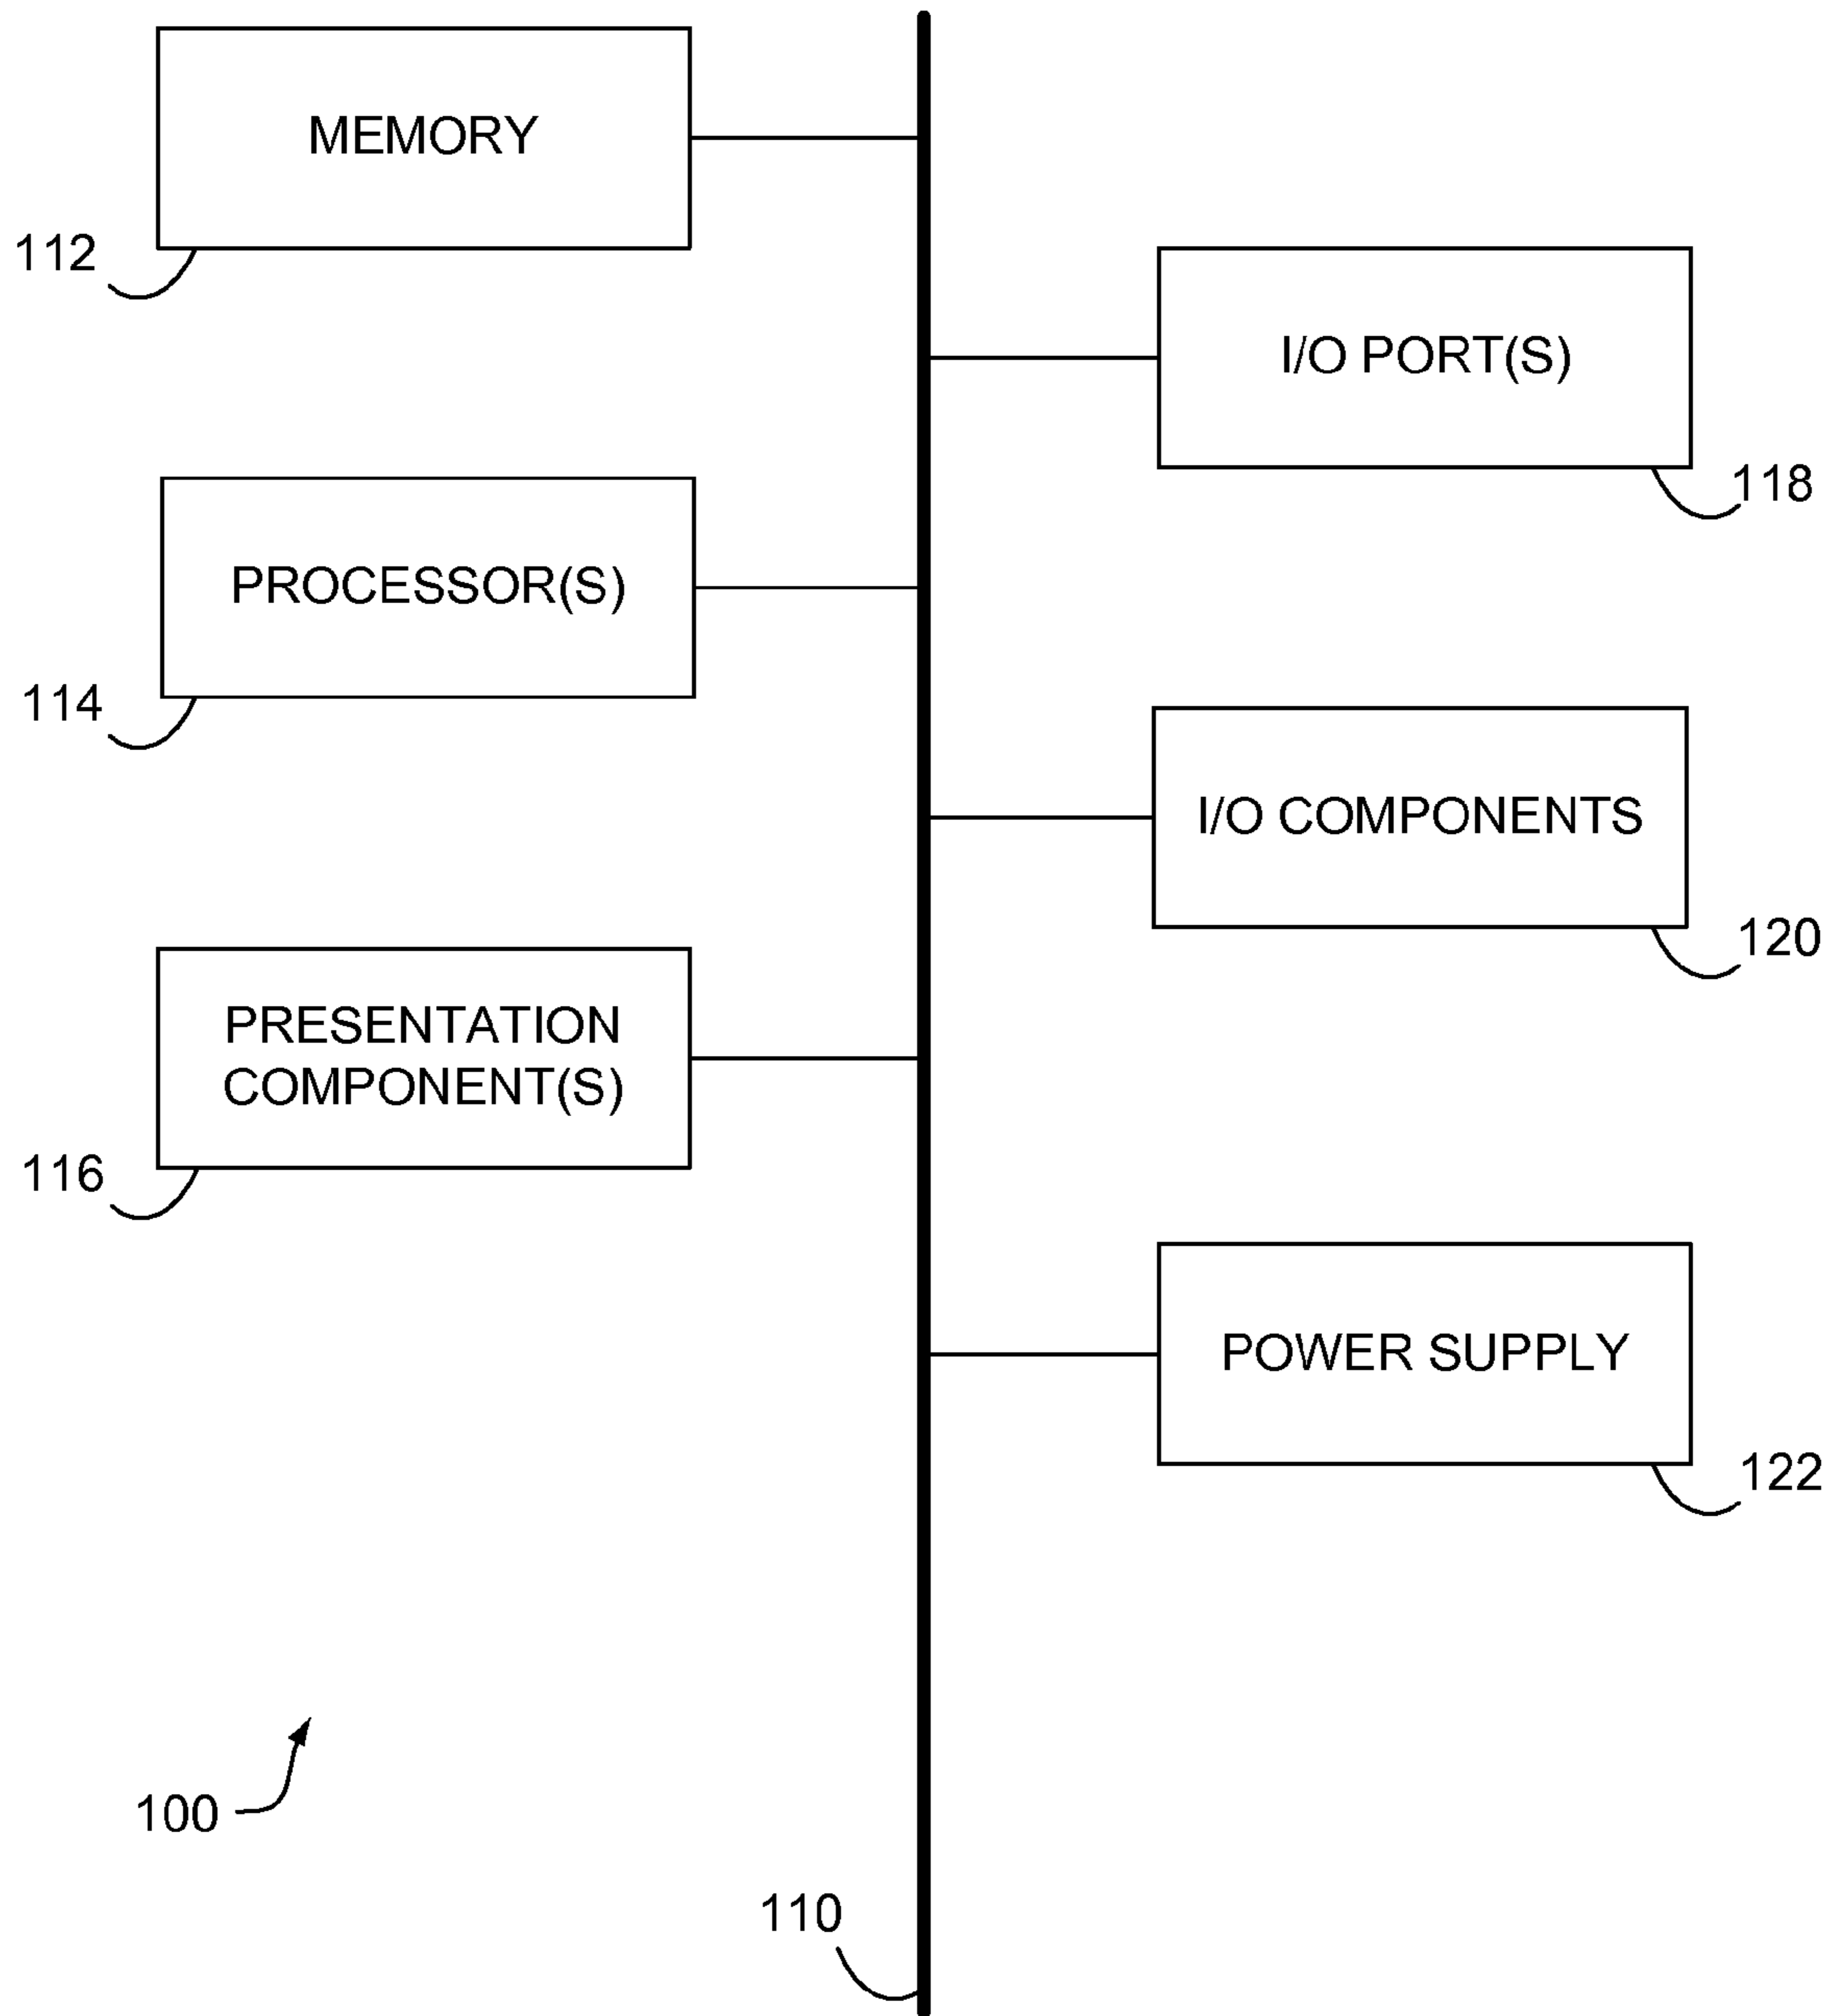 MEMORY
112
I/O PORT(S)
118
PROCESSOR(S)
114
I/O COMPONENTS
120
PRESENTATION
COMPONENT(S)
116
POWER SUPPLY
122
100
110